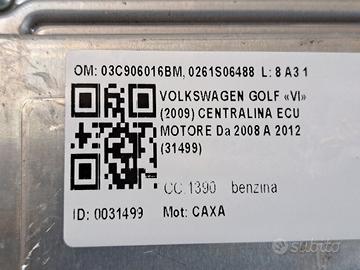 OM: 03C906016BM, 0261S06488 L: 8 A3 1
VOLKSWAGEN GOLF «VI»
(2009) CENTRALINA ECU
MOTORE Da 2008 A 2012
(31499)
CC.1390 benzina
ID: 0031499 Mot: CAXA
subito